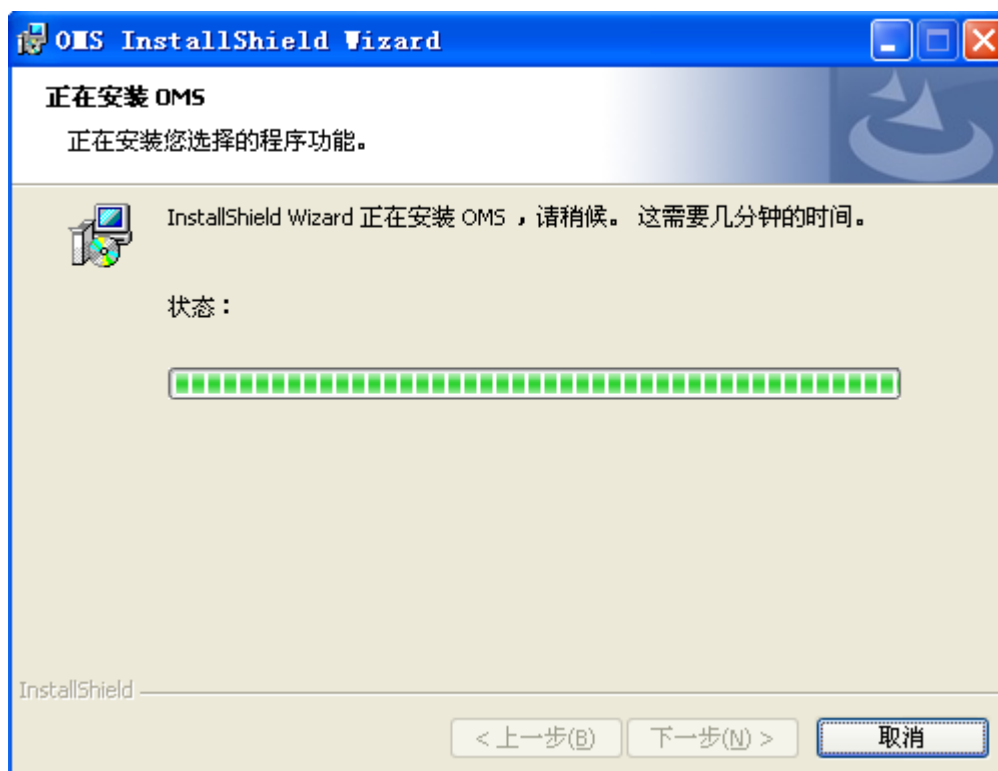 OMS InstallShield Wizard
正在安装 OMS
正在安装您选择的程序功能。
InstallShield Wizard 正在安装 OMS ，请稍候。 这需要几分钟的时间。
状态：
InstallShield
< 上一步(B) 下一步(N) > 取消